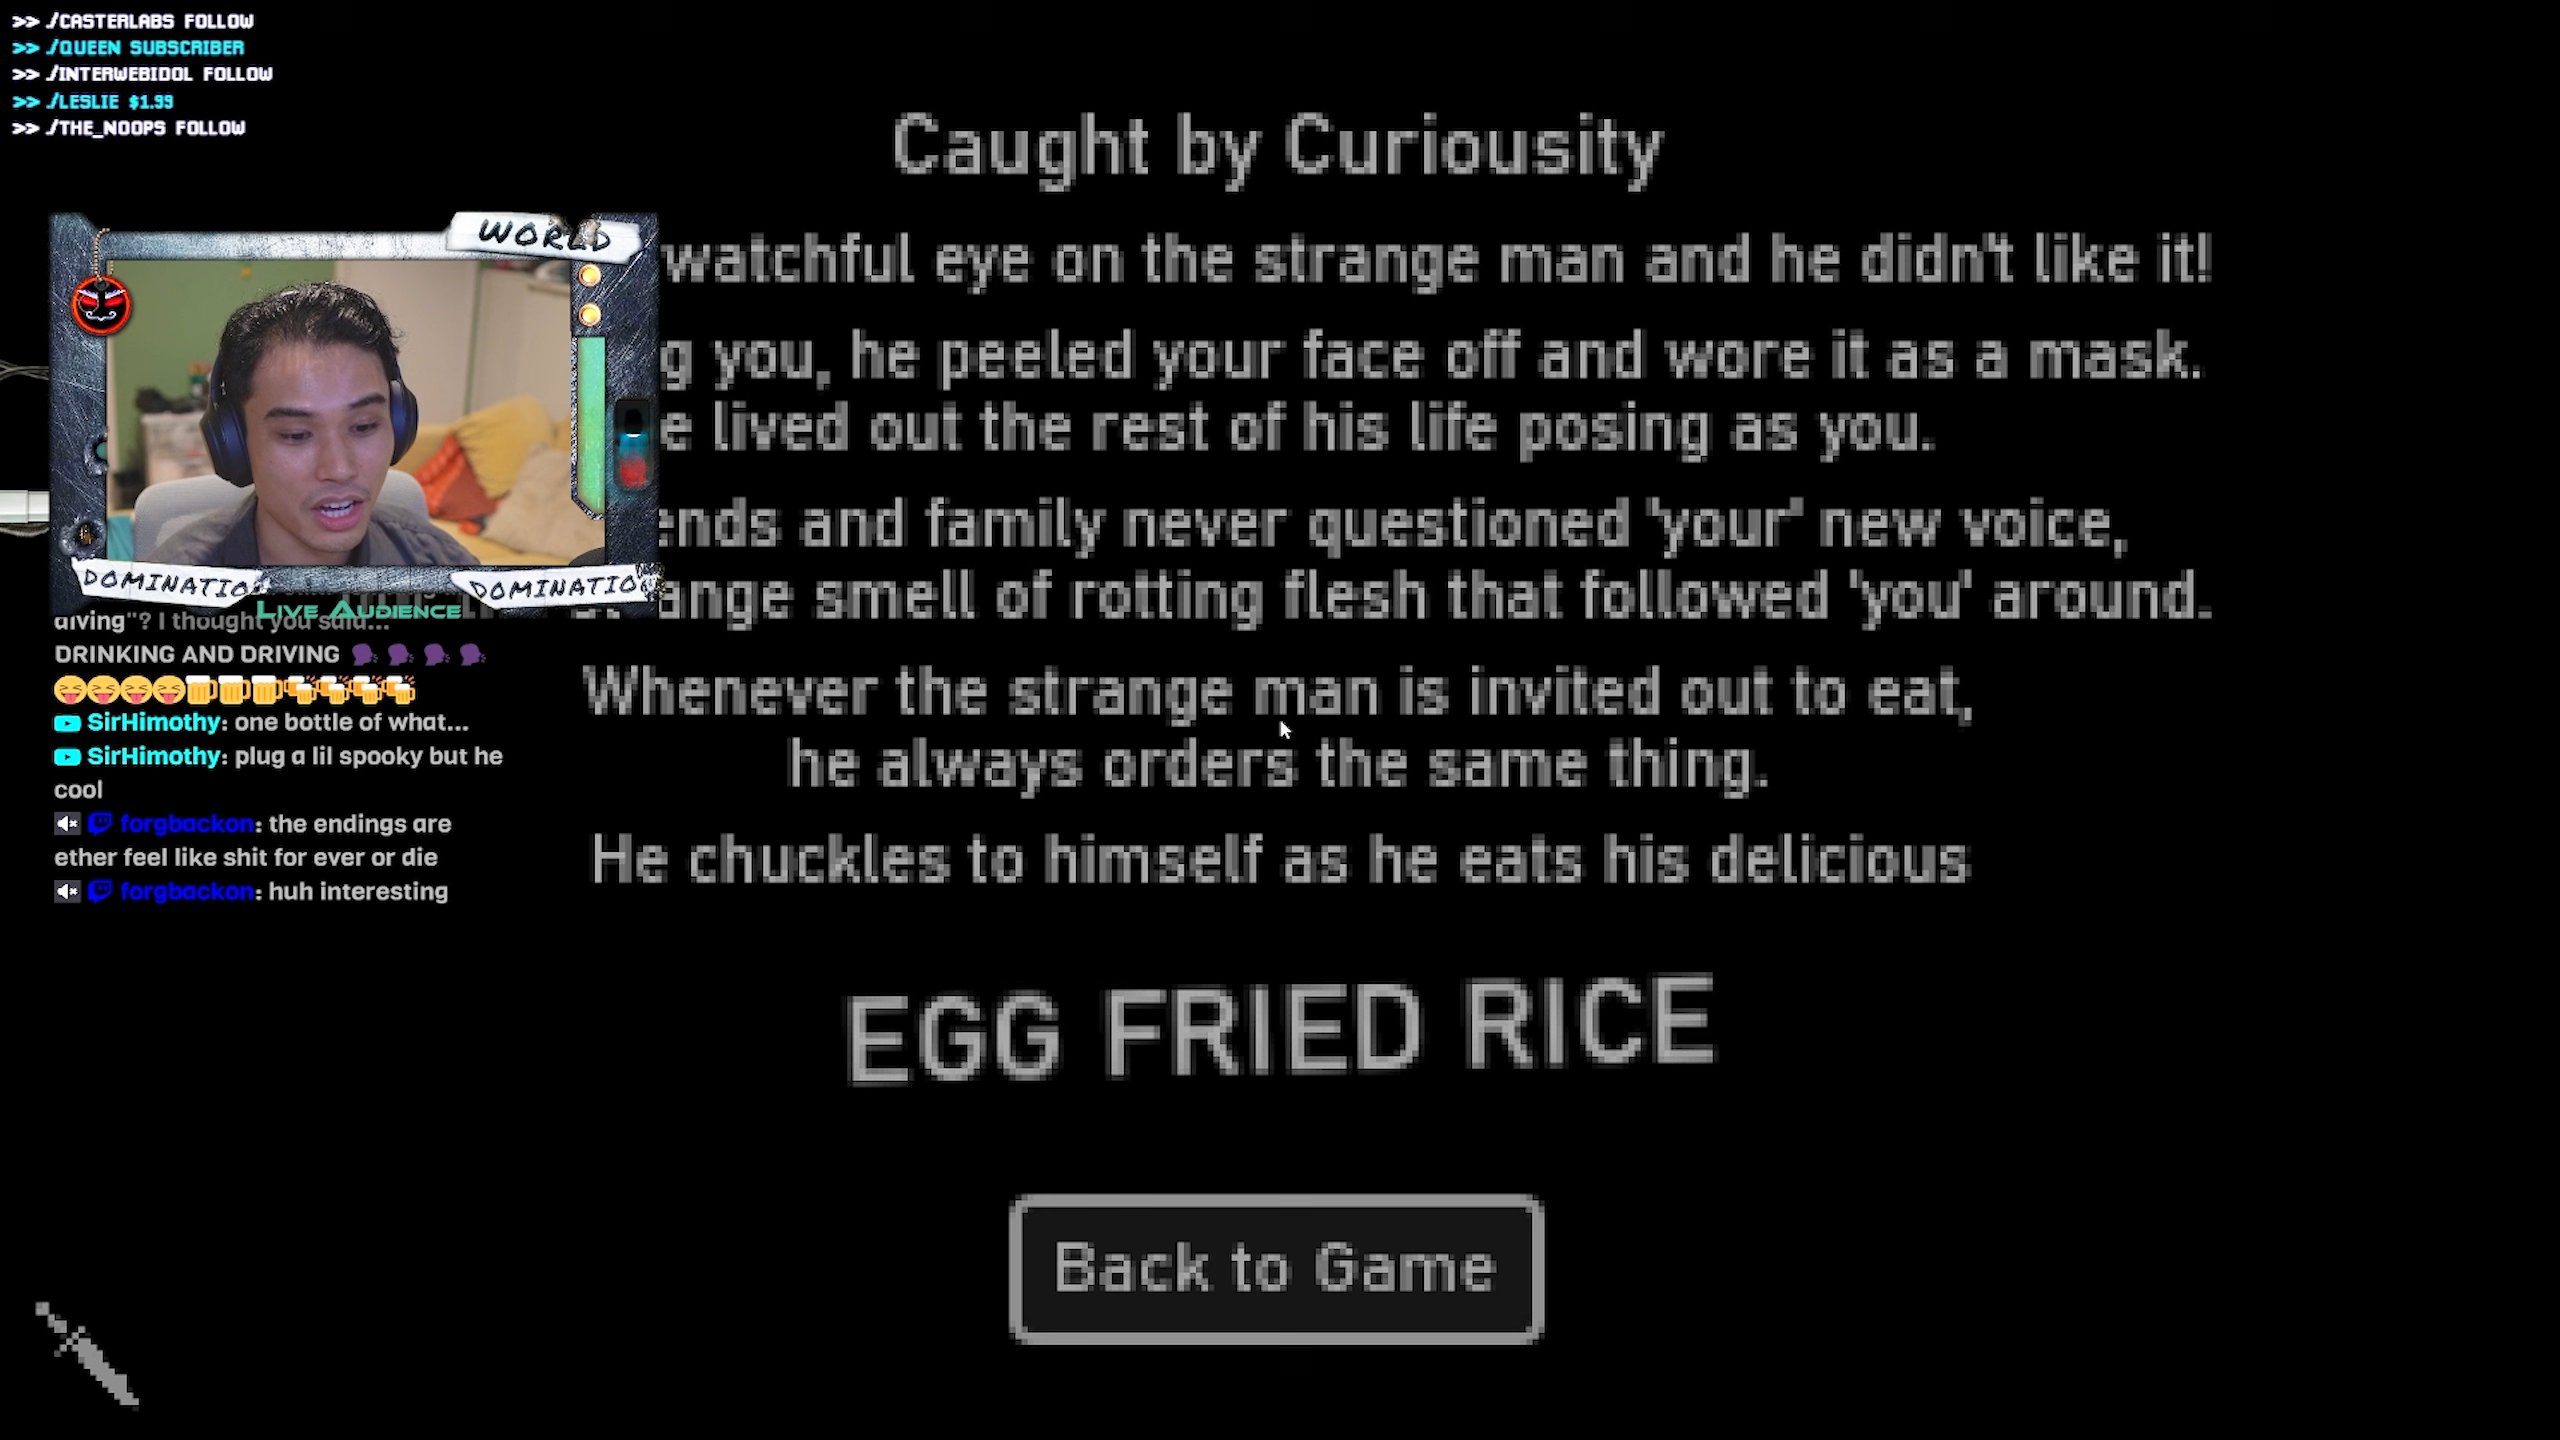 >> ./CASTERLABS FOLLOW
>> ./QUEEN SUBSCRIBER
>> ./INTERWEBIDOL FOLLOW
>> ./LESLIE $1.99
>> ./THE_NOOPS FOLLOW
Caught by Curiousity
WORLD
watchful eye on the strange man and he didn't like it!
g you, he peeled your face off and wore it as a mask.
e lived out the rest of his life posing as you.
ends and family never questioned 'your' new voice,
DOMINATIO
DOMINATIO
ange smell of rotting flesh that followed 'you' around.
LIVE AUDIENCE
diving"? I thought you said...
DRINKING AND DRIVING
SirHimothy: one bottle of what...
SirHimothy: plug a lil spooky but he
cool
forgbackon: the endings are
ether feel like shit for ever or die
forgbackon: huh interesting
Whenever the strange man is invited out to eat,
he always orders the same thing.
He chuckles to himself as he eats his delicious
EGG FRIED RICE
Back to Game